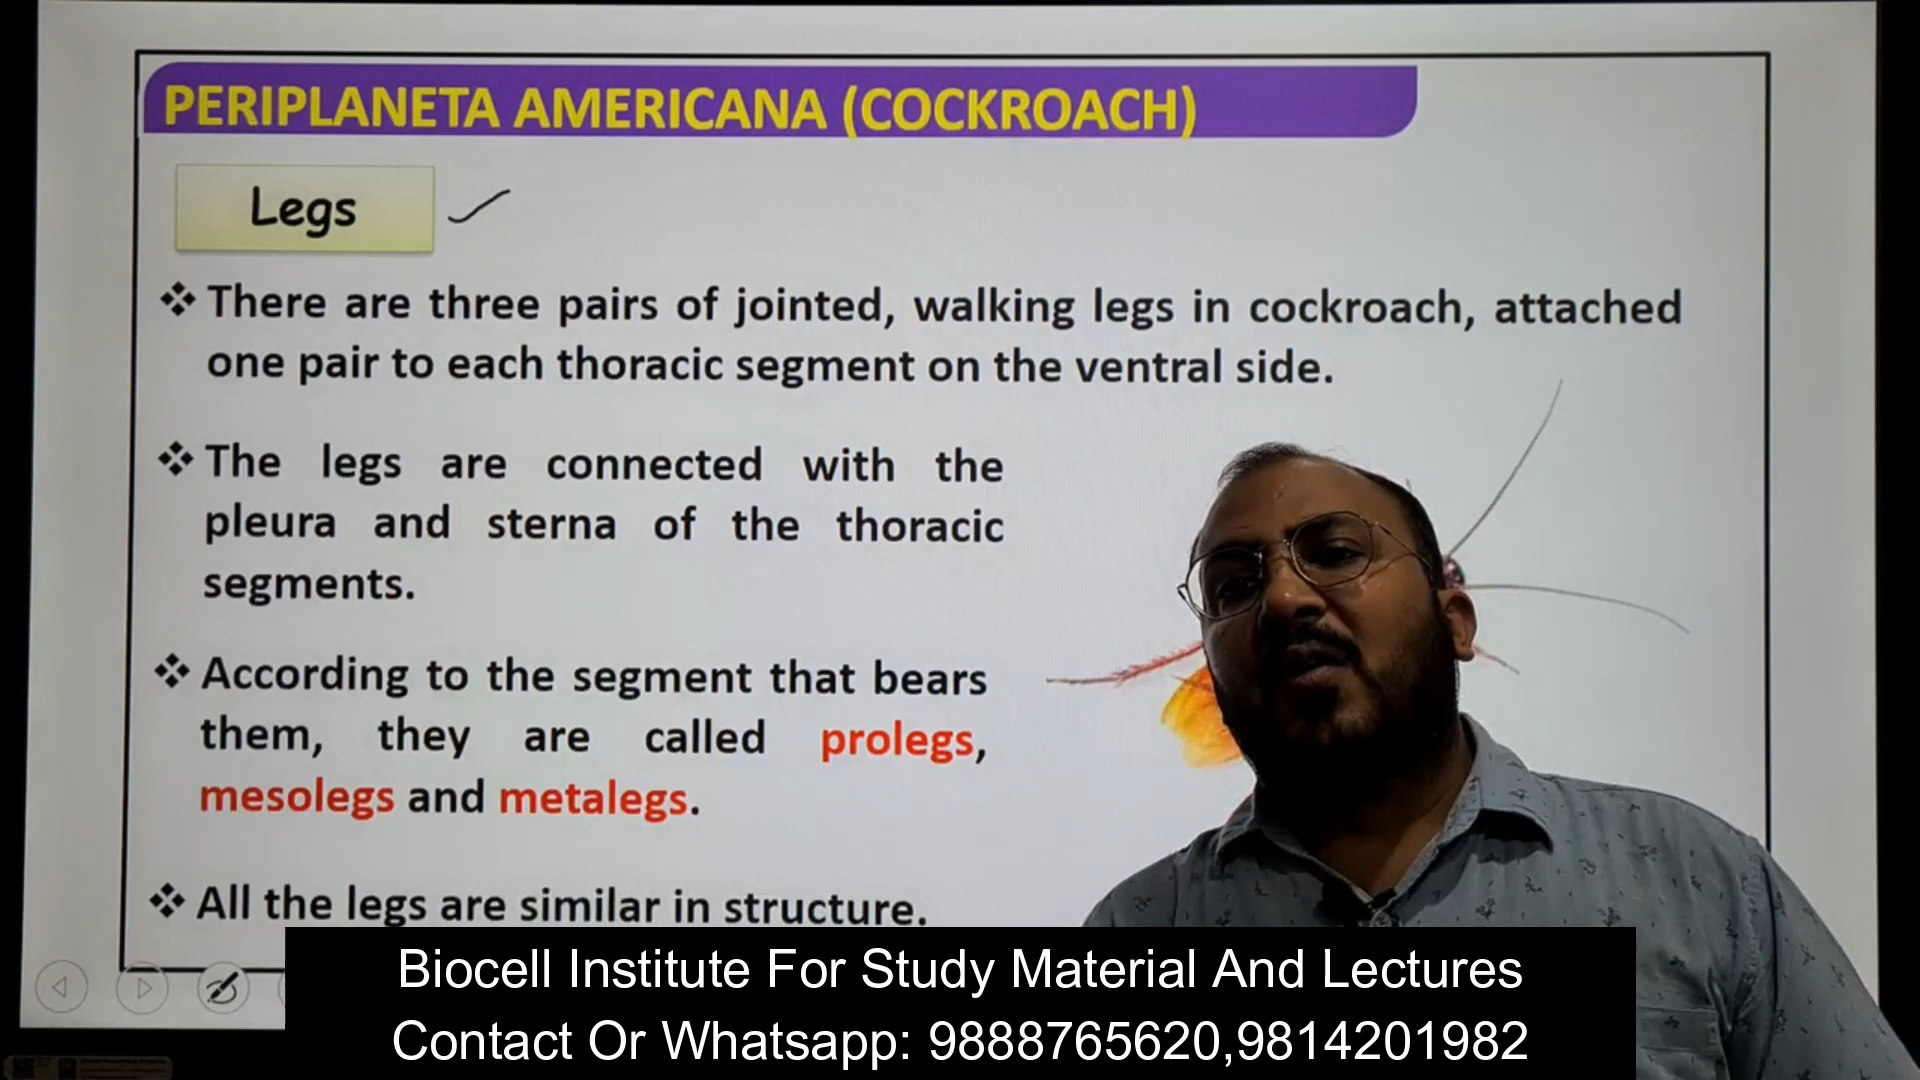 PERIPLANETA AMERICANA (COCKROACH)
Legs
❖ There are three pairs of jointed, walking legs in cockroach, attached
one pair to each thoracic segment on the ventral side.
❖ The legs are connected with the
pleura and sterna of the thoracic
segments.
❖ According to the segment that bears
them, they are called prolegs,
mesolegs and metalegs.
❖ All the legs are similar in structure.
Biocell Institute For Study Material And Lectures
Contact Or Whatsapp: 9888765620,9814201982